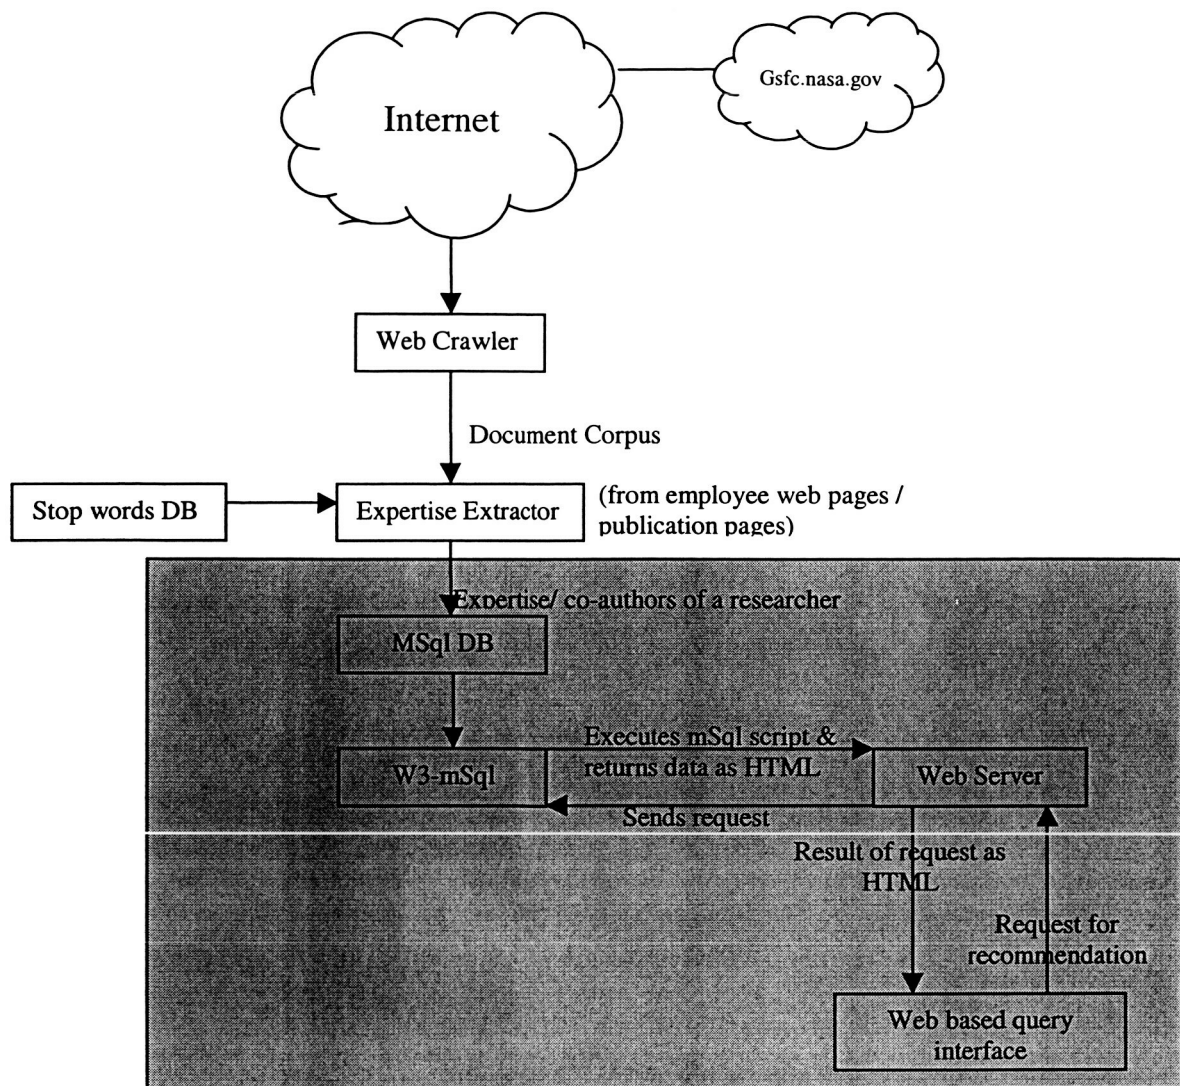 Internet
Gsfc.nasa.gov
Web Crawler
Document Corpus
Stop words DB
Expertise Extractor
(from employee web pages /
publication pages)
Expertise/ co-authors of a researcher
MSql DB
Executes mSql script &
returns data as HTML
W3-mSql
Web Server
Sends request
Result of request as
HTML
Request for
recommendation
Web based query
interface